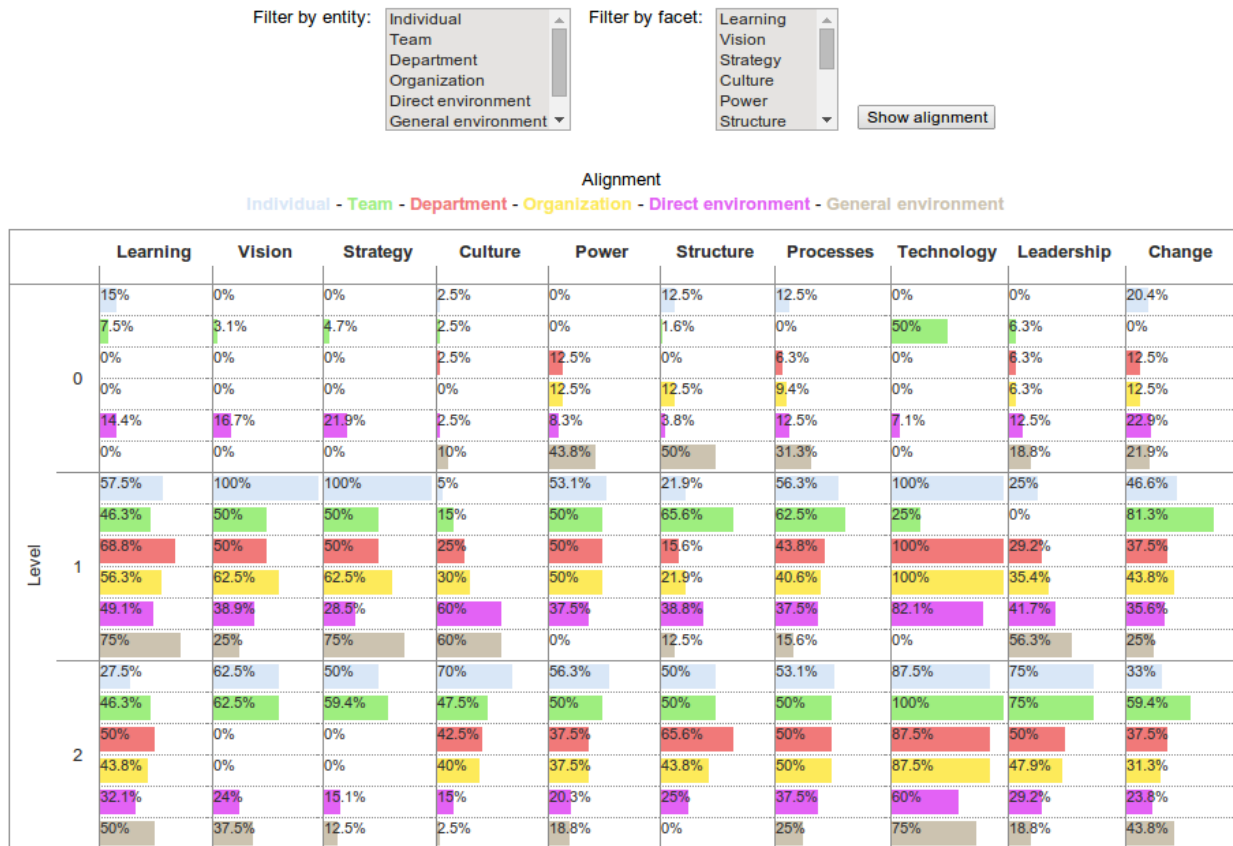 Filter by entity: Individual Filter by facet: Learning
Team Vision
Department Strategy
Organization Culture
Direct environment Power
General environment Structure Show alignment
Alignment
Individual - Team - Department - Organization - Direct environment - General environment
Learning Vision Strategy Culture Power Structure Processes Technology Leadership Change
15% 0% 0% 2.5% 0% 12.5% 12.5% 0% 0% 20.4%
7.5% 3.1% 4.7% 2.5% 0% 1.6% 0% 50% 6.3% 0%
0% 0% 0% 2.5% 12.5% 0% 6.3% 0% 6.3% 12.5%
0
0% 0% 0% 0% 12.5% 12.5% 9.4% 0% 6.3% 12.5%
14.4% 16.7% 21.9% 2.5% 8.3% 3.8% 12.5% 7.1% 12.5% 22.9%
0% 0% 0% 10% 43.8% 50% 31.3% 0% 18.8% 21.9%
57.5% 100% 100% 5% 53.1% 21.9% 56.3% 100% 25% 46.6%
46.3% 50% 50% 15% 50% 65.6% 62.5% 25% 0% 81.3%
68.8% 50% 50% 25% 50% 15.6% 43.8% 100% 29.2% 37.5%
Level 1
56.3% 62.5% 62.5% 30% 50% 21.9% 40.6% 100% 35.4% 43.8%
49.1% 38.9% 28.5% 60% 37.5% 38.8% 37.5% 82.1% 41.7% 35.6%
75% 25% 75% 60% 0% 12.5% 15.6% 0% 56.3% 25%
27.5% 62.5% 50% 70% 56.3% 50% 53.1% 87.5% 75% 33%
46.3% 62.5% 59.4% 47.5% 50% 50% 50% 100% 75% 59.4%
50% 0% 0% 42.5% 37.5% 65.6% 50% 87.5% 50% 37.5%
2
43.8% 0% 0% 40% 37.5% 43.8% 50% 87.5% 47.9% 31.3%
32.1% 24% 15.1% 15% 20.3% 25% 37.5% 60% 29.2% 23.8%
50% 37.5% 12.5% 2.5% 18.8% 0% 25% 75% 18.8% 43.8%